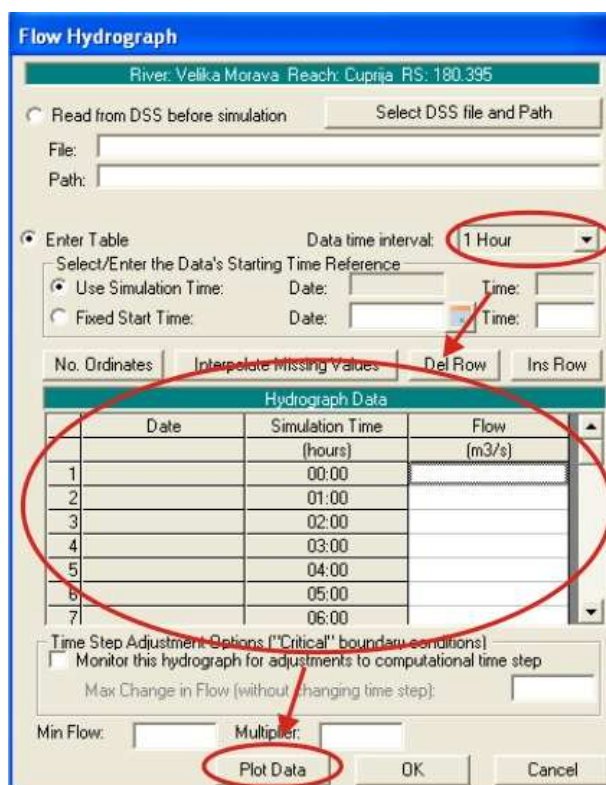 Flow Hydrograph
River: Velika Morava Reach: Cuprija RS: 180.395
Read from DSS before simulation Select DSS file and Path
File:
Path:
Enter Table Data time interval: 1 Hour
Select/Enter the Data's Starting Time Reference
Use Simulation Time: Date: Time:
Fixed Start Time: Date: Time:
No. Ordinates Interpolate Missing Values Del Row Ins Row
Hydrograph Data
Date Simulation Time Flow
(hours) (m3/s)
1 00:00
2 01:00
3 02:00
4 03:00
5 04:00
6 05:00
7 06:00
Time Step Adjustment Options ("Critical" boundary conditions)
Monitor this hydrograph for adjustments to computational time step
Max Change in Flow (without changing time step):
Min Flow: Multiplier:
Plot Data OK Cancel